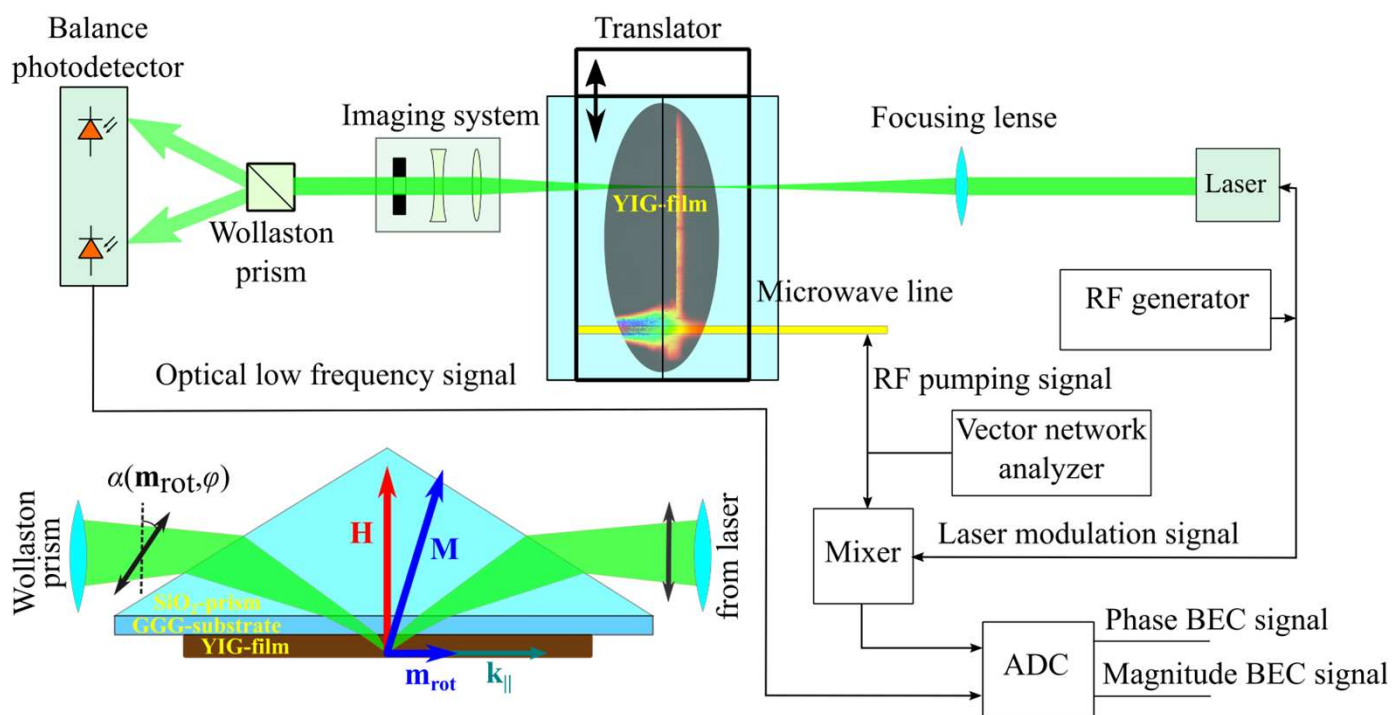 Balance
photodetector
Translator
Imaging system
Focusing lense
Laser
YIG-film
Wollaston
prism
Microwave line
RF generator
Optical low frequency signal
RF pumping signal
Vector network
analyzer
α(m_rot,φ)
H
M
Wollaston
prism
from laser
Mixer
Laser modulation signal
SiO₂-prism
GGG-substrate
YIG-film
m_rot
k_||
ADC
Phase BEC signal
Magnitude BEC signal